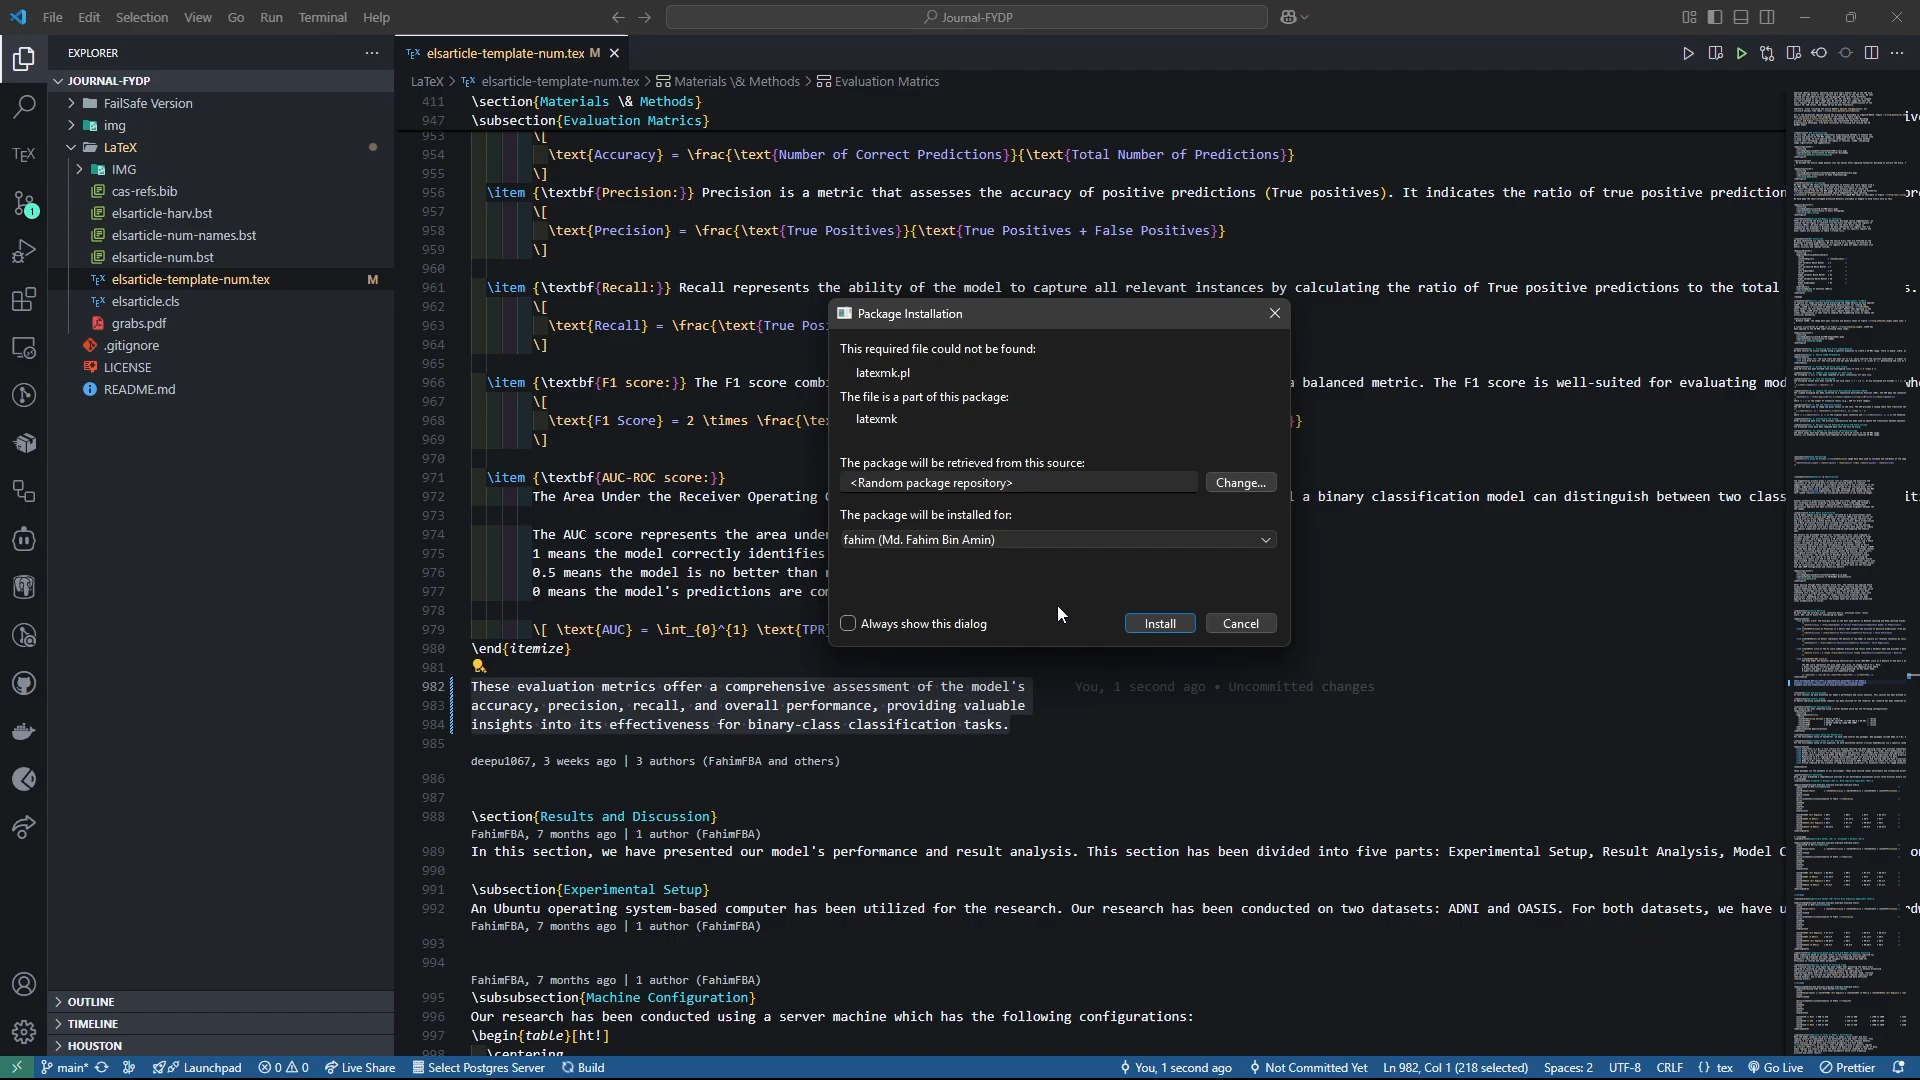 File Edit Selection View Go Run Terminal Help
Journal-FYDP
EXPLORER
JOURNAL-FYDP
FailSafe Version
img
LaTeX
IMG
cas-refs.bib
elsarticle-harv.bst
elsarticle-num-names.bst
elsarticle-num.bst
elsarticle-template-num.tex M
elsarticle.cls
grabs.pdf
.gitignore
LICENSE
README.md
OUTLINE
TIMELINE
HOUSTON
TEX
1
TEX elsarticle-template-num.tex M
LaTeX > TEX elsarticle-template-num.tex > Materials \& Methods > Evaluation Matrics
411 \section{Materials \& Methods}
947 \subsection{Evaluation Matrics}
953 \[
954 \text{Accuracy} = \frac{\text{Number of Correct Predictions}}{\text{Total Number of Predictions}}
955 \]
956 \item {\textbf{Precision:}} Precision is a metric that assesses the accuracy of positive predictions (True positives). It indicates the ratio of true positive prediction
957 \[
958 \text{Precision} = \frac{\text{True Positives}}{\text{True Positives + False Positives}}
959 \]
960
961 \item {\textbf{Recall:}} Recall represents the ability of the model to capture all relevant instances by calculating the ratio of True positive predictions to the total
962 \[
963 \text{Recall} = \frac{\text{True Pos
964 \]
965
966 \item {\textbf{F1 score:}} The F1 score combi a balanced metric. The F1 score is well-suited for evaluating mod
967 \[
968 \text{F1 Score} = 2 \times \frac{\te }}
969 \]
970
971 \item {\textbf{AUC-ROC score:}}
972 The Area Under the Receiver Operating l a binary classification model can distinguish between two class
973
974 The AUC score represents the area unde
975 1 means the model correctly identifies
976 0.5 means the model is no better than
977 0 means the model's predictions are co
978
979 \[ \text{AUC} = \int_{0}^{1} \text{TPR
980 \end{itemize}
981
982 These evaluation metrics offer a comprehensive assessment of the model's You, 1 second ago • Uncommitted changes
983 accuracy, precision, recall, and overall performance, providing valuable
984 insights into its effectiveness for binary-class classification tasks.
985
deepu1067, 3 weeks ago | 3 authors (FahimFBA and others)
986
987
988 \section{Results and Discussion}
FahimFBA, 7 months ago | 1 author (FahimFBA)
989 In this section, we have presented our model's performance and result analysis. This section has been divided into five parts: Experimental Setup, Result Analysis, Model C
990
991 \subsection{Experimental Setup}
992 An Ubuntu operating system-based computer has been utilized for the research. Our research has been conducted on two datasets: ADNI and OASIS. For both datasets, we have u
FahimFBA, 7 months ago | 1 author (FahimFBA)
993
994
FahimFBA, 7 months ago | 1 author (FahimFBA)
995 \subsubsection{Machine Configuration}
996 Our research has been conducted using a server machine which has the following configurations:
997 \begin{table}[ht!]
998 \centering
Package Installation
This required file could not be found:
latexmk.pl
The file is a part of this package:
latexmk
The package will be retrieved from this source:
<Random package repository> Change...
The package will be installed for:
fahim (Md. Fahim Bin Amin)
Always show this dialog Install Cancel
main* Launchpad 0 0 Live Share Select Postgres Server Build You, 1 second ago Not Committed Yet Ln 982, Col 1 (218 selected) Spaces: 2 UTF-8 CRLF {} tex Go Live Prettier